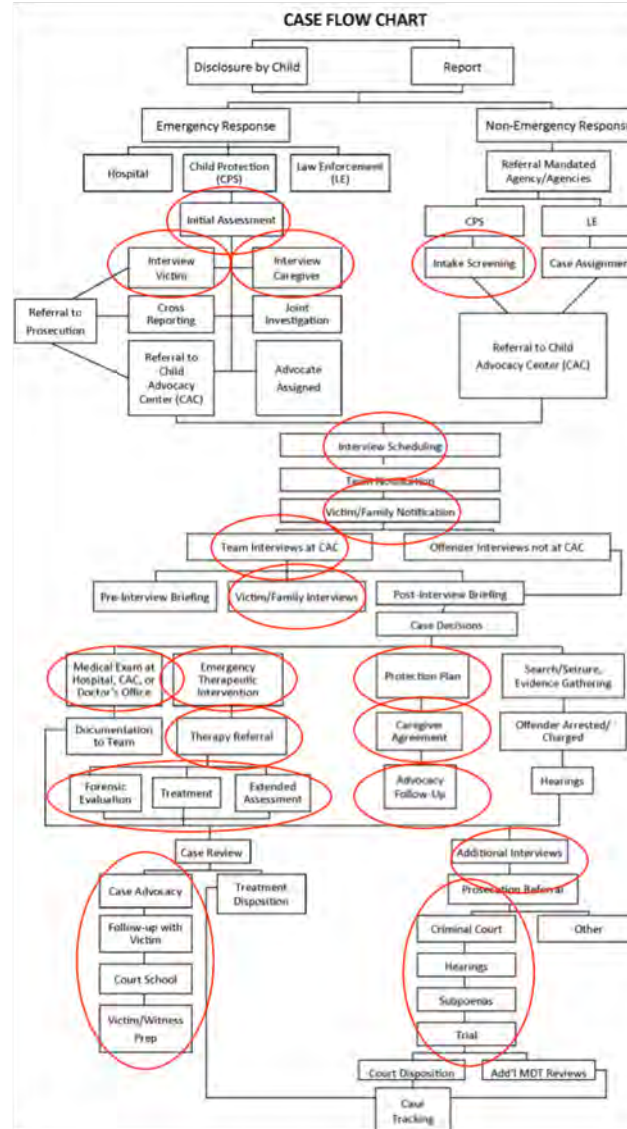 CASE FLOW CHART
Disclosure by Child
Report
Emergency Response
Non-Emergency Response
Hospital
Child Protection
(CPS)
Law Enforcement
(LE)
Referral Mandated
Agency/Agencies
Initial Assessment
CPS
LE
Interview
Victim
Interview
Caregiver
Intake Screening
Case Assignment
Referral to
Prosecution
Cross
Reporting
Joint
Investigation
Referral to
Child
Advocacy
Center (CAC)
Advocate
Assigned
Referral to Child
Advocacy Center (CAC)
Interview Scheduling
Team Notification
Victim/Family Notification
Team Interviews at CAC
Offender Interviews not at CAC
Pre-Interview Briefing
Victim/Family Interviews
Post-Interview Briefing
Case Decisions
Medical Exam at
Hospital, CAC, or
Doctor's Office
Emergency
Therapeutic
Intervention
Protection Plan
Search/Seizure,
Evidence Gathering
Documentation
to Team
Therapy Referral
Caregiver
Agreement
Offender Arrested/
Charged
Forensic
Evaluation
Treatment
Extended
Assessment
Advocacy
Follow-Up
Hearings
Case Review
Additional Interviews
Case Advocacy
Treatment
Disposition
Prosecution Referral
Follow-up with
Victim
Criminal Court
Other
Court School
Hearings
Subpoenas
Victim/Witness
Prep
Trial
Court Disposition
Add'l MDT Reviews
Case
Tracking